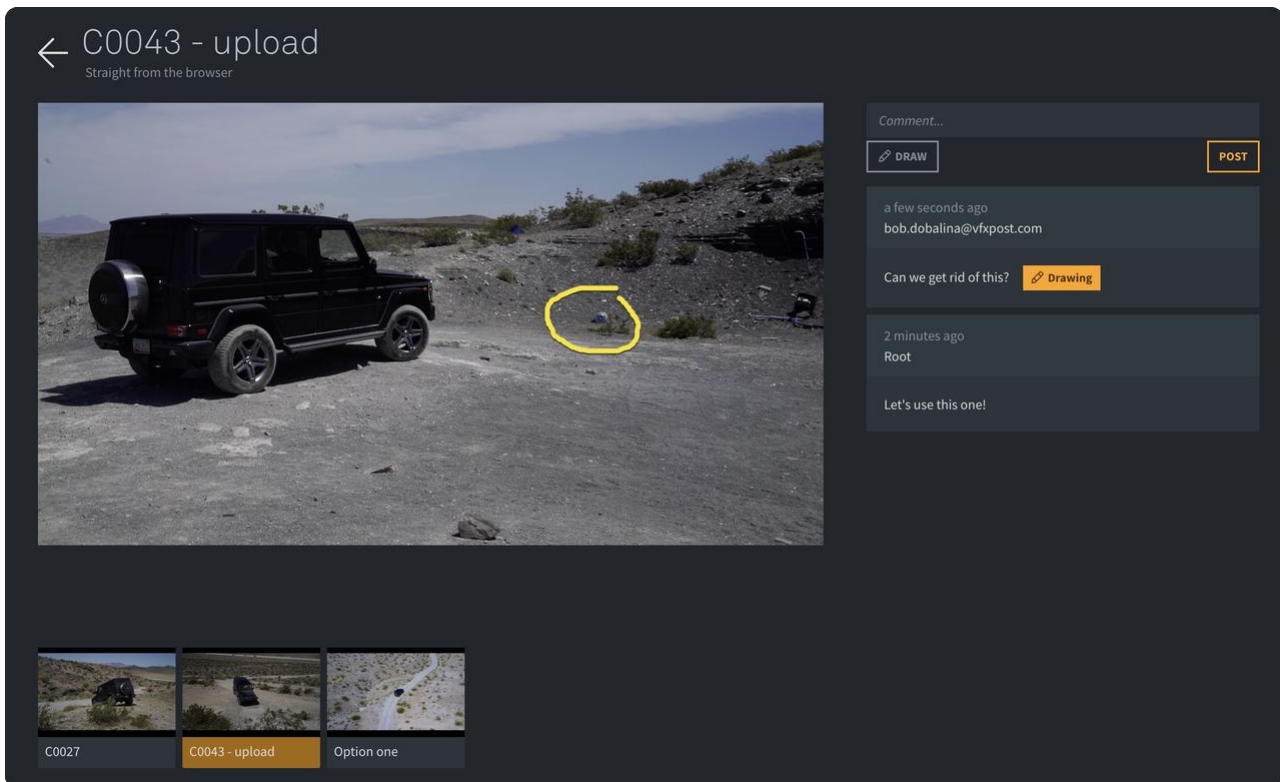 C0043 - upload
Straight from the browser
Comment...
DRAW
POST
a few seconds ago
bob.dobalina@vfxpost.com
Can we get rid of this?
Drawing
2 minutes ago
Root
Let's use this one!
C0027
C0043 - upload
Option one